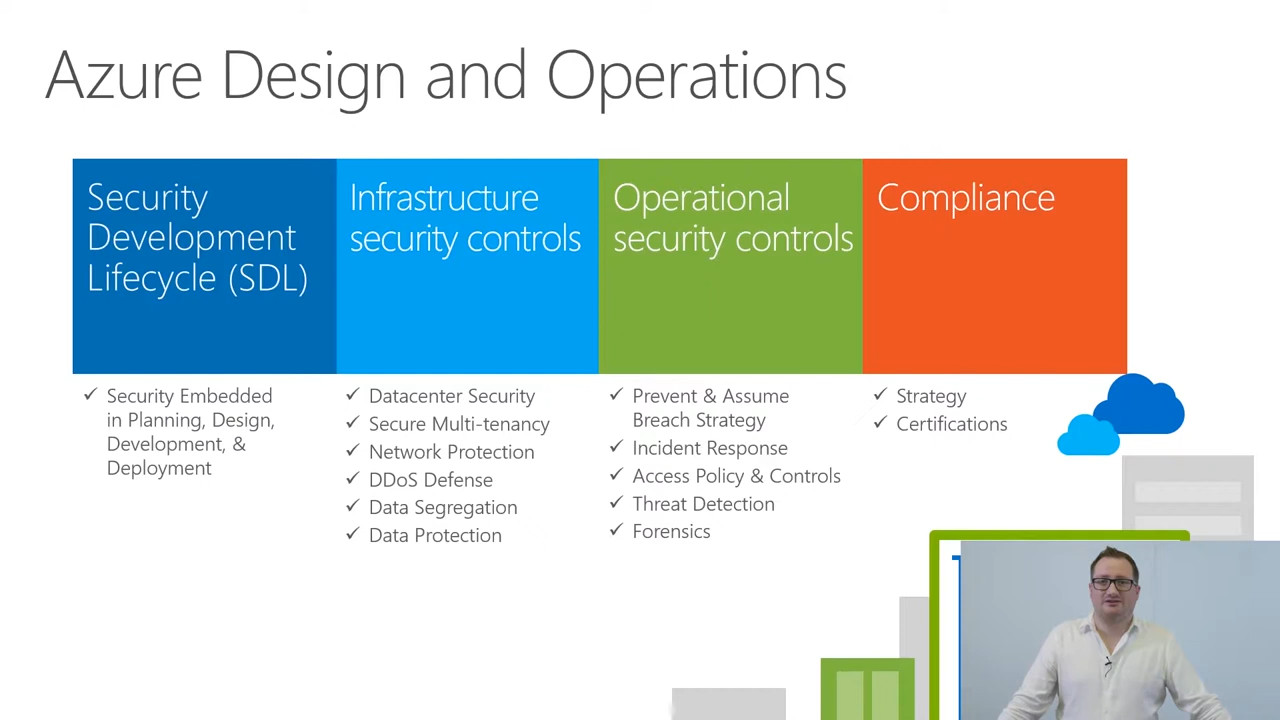 Azure Design and Operations
Security
Development
Lifecycle (SDL)
Infrastructure
security controls
Operational
security controls
Compliance
Security Embedded
in Planning, Design,
Development, &
Deployment
Datacenter Security
Secure Multi-tenancy
Network Protection
DDoS Defense
Data Segregation
Data Protection
Prevent & Assume
Breach Strategy
Incident Response
Access Policy & Controls
Threat Detection
Forensics
Strategy
Certifications